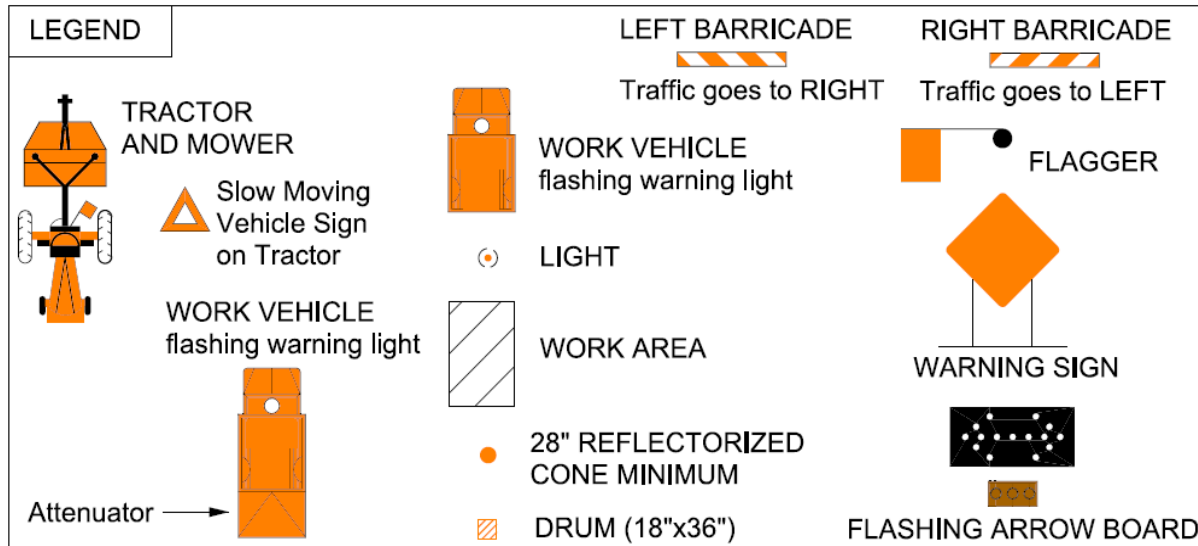 LEGEND
LEFT BARRICADE
Traffic goes to RIGHT
RIGHT BARRICADE
Traffic goes to LEFT
TRACTOR
AND MOWER
Slow Moving
Vehicle Sign
on Tractor
WORK VEHICLE
flashing warning light
FLAGGER
LIGHT
WORK VEHICLE
flashing warning light
WORK AREA
WARNING SIGN
28" REFLECTORIZED
CONE MINIMUM
Attenuator
DRUM (18"x36")
FLASHING ARROW BOARD